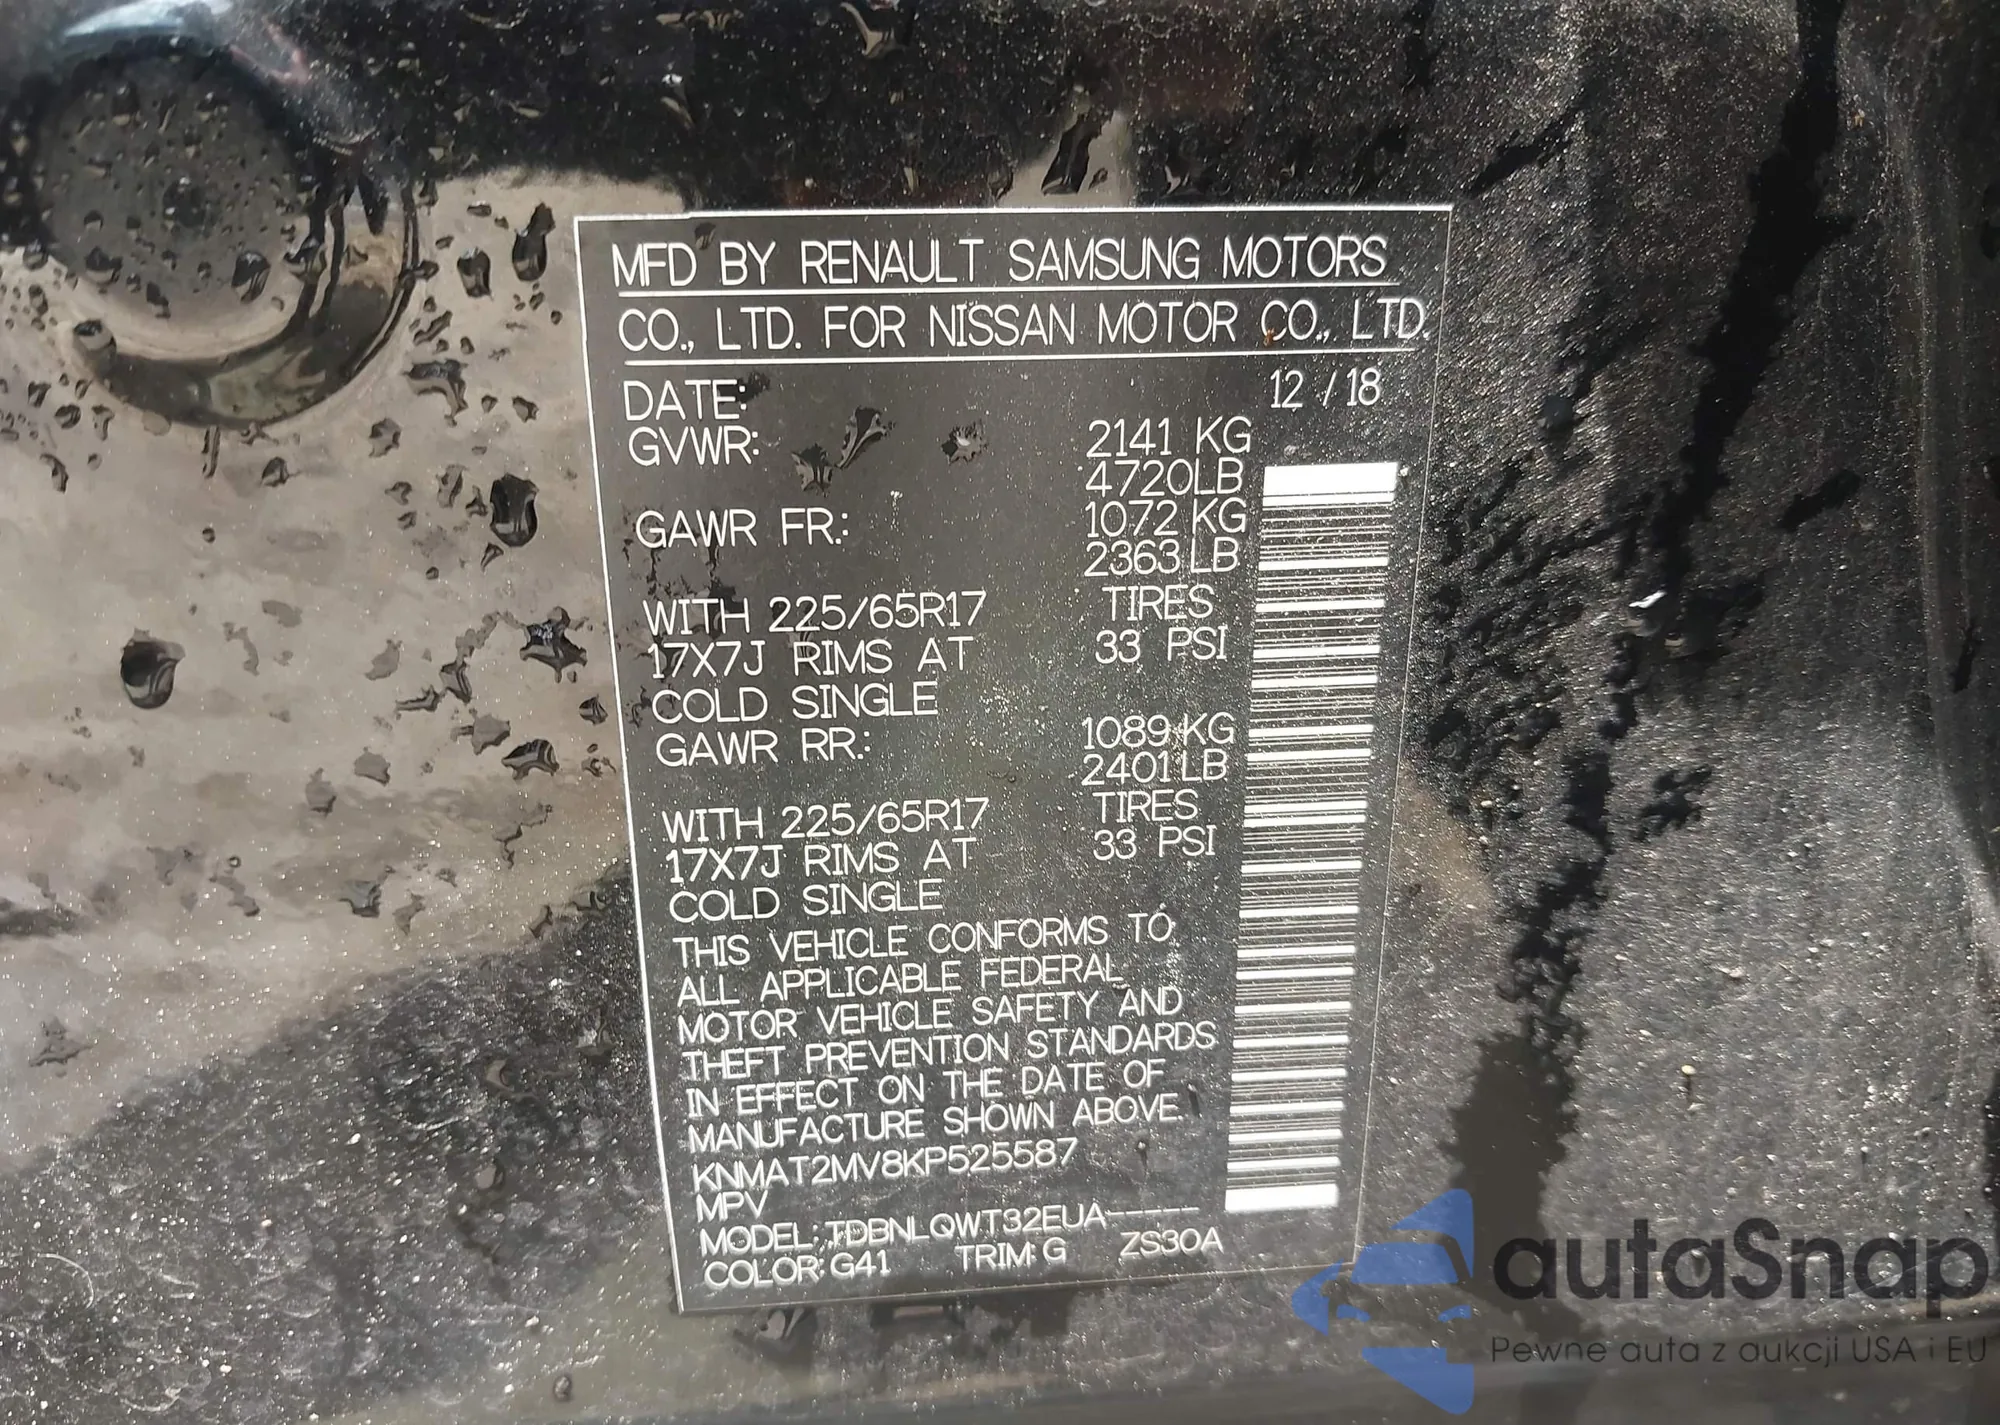 MFD BY RENAULT SAMSUNG MOTORS
CO., LTD. FOR NISSAN MOTOR CO., LTD.
DATE: 12 / 18
GVWR: 2141 KG
4720LB
GAWR FR.: 1072 KG
2363 LB
WITH 225/65R17 TIRES
17X7J RIMS AT 33 PSI
COLD SINGLE
GAWR RR.: 1089 KG
2401 LB
WITH 225/65R17 TIRES
17X7J RIMS AT 33 PSI
COLD SINGLE
THIS VEHICLE CONFORMS TO
ALL APPLICABLE FEDERAL
MOTOR VEHICLE SAFETY AND
THEFT PREVENTION STANDARDS
IN EFFECT ON THE DATE OF
MANUFACTURE SHOWN ABOVE.
KNMAT2MV8KP525587
MPV
MODEL: TDBNLQWT32EUA-----
COLOR: G41 TRIM: G ZS30A
autaSnap
Pewne auta z aukcji USA i EU